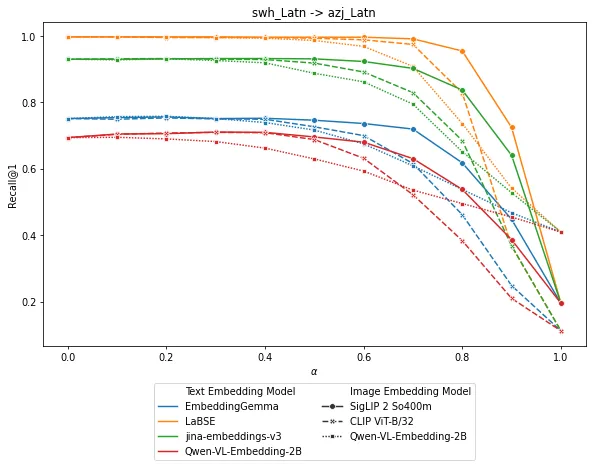 swh_Latn -> azj_Latn
Recall@1
1.0
0.8
0.6
0.4
0.2
0.0 0.2 0.4 0.6 0.8 1.0
α
Text Embedding Model
EmbeddingGemma
LaBSE
jina-embeddings-v3
Qwen-VL-Embedding-2B
Image Embedding Model
SigLIP 2 So400m
CLIP ViT-B/32
Qwen-VL-Embedding-2B